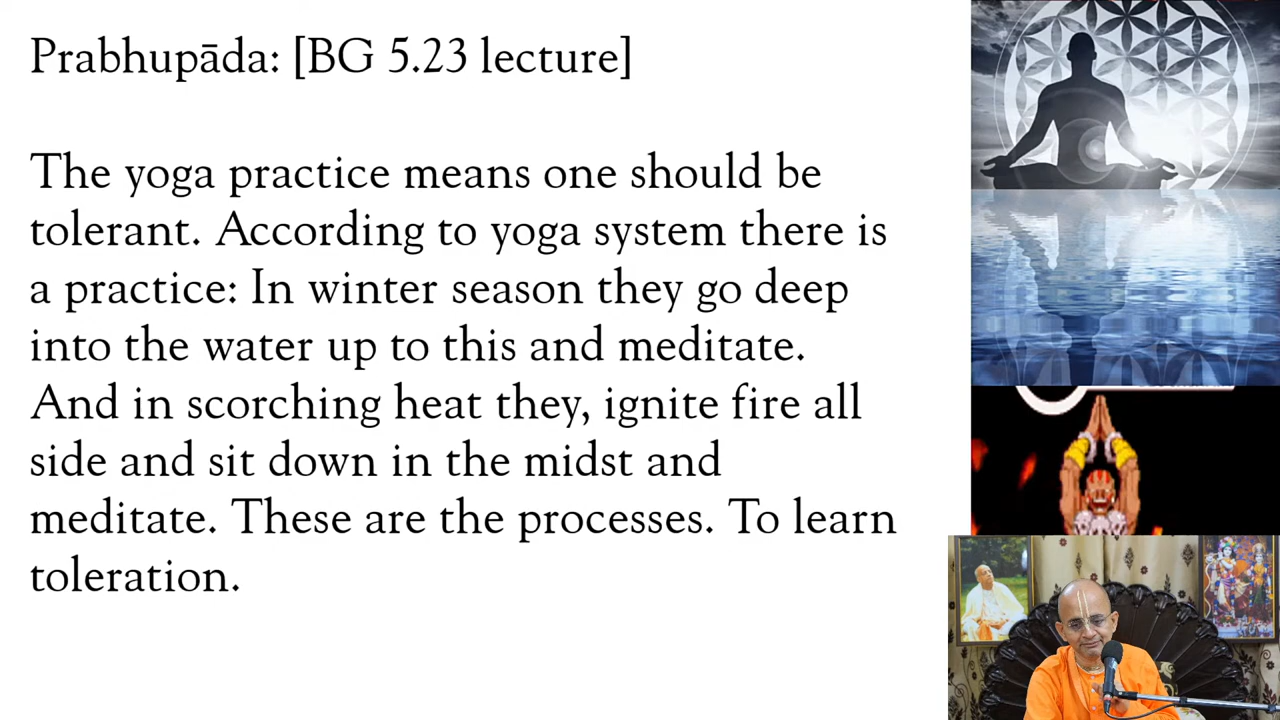 Prabhupāda: [BG 5.23 lecture]
The yoga practice means one should be
tolerant. According to yoga system there is
a practice: In winter season they go deep
into the water up to this and meditate.
And in scorching heat they, ignite fire all
side and sit down in the midst and
meditate. These are the processes. To learn
toleration.